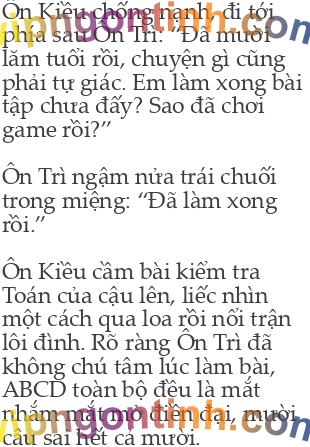 Ôn Kiều chống nạnh, đi tới
phía sau Ôn Trì: “Đã mười
lăm tuổi rồi, chuyện gì cũng
phải tự giác. Em làm xong bài
tập chưa đấy? Sao đã chơi
game rồi?”
Ôn Trì ngậm nửa trái chuối
trong miệng: “Đã làm xong
rồi.”
Ôn Kiều cầm bài kiểm tra
Toán của cậu lên, liếc nhìn
một cách qua loa rồi nổi trận
lôi đình. Rõ ràng Ôn Trì đã
không chú tâm lúc làm bài,
ABCD toàn bộ đều là mắt
nhắm mắt mở điền đại, mười
câu sai hết cả mười.
vipngontinh.com
vipngontinh.com